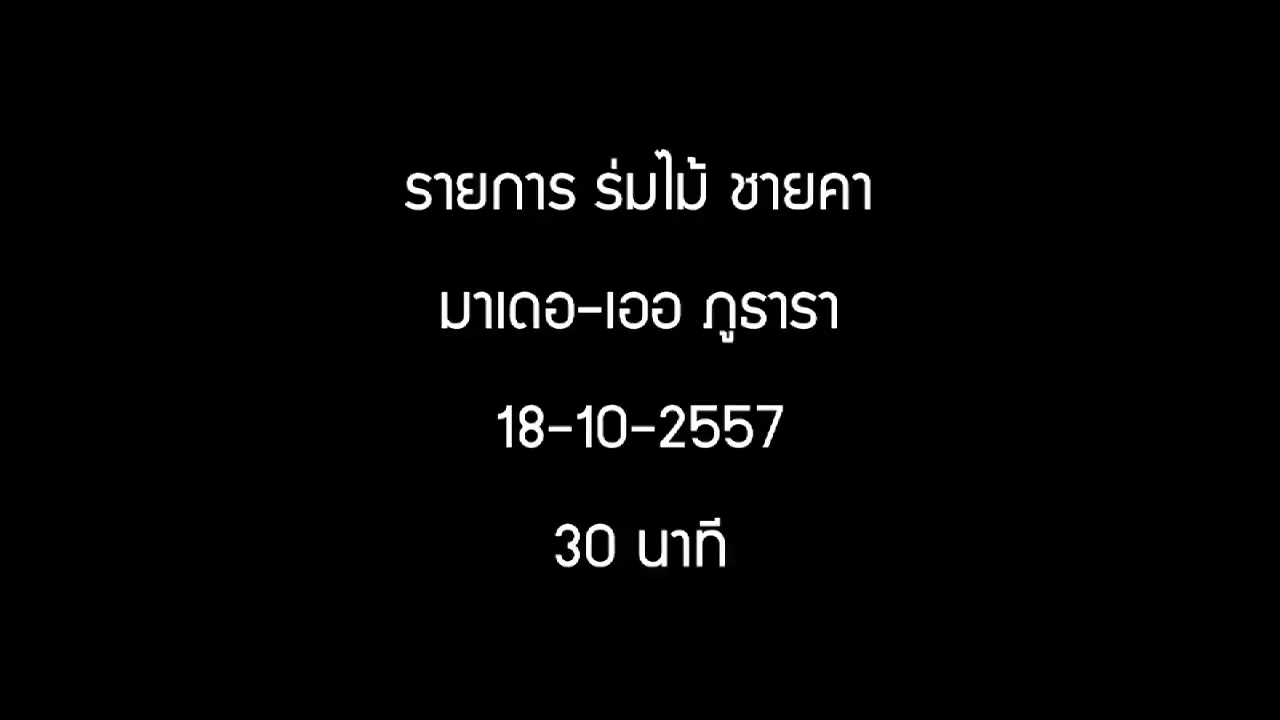 รายการ ร่มไม้ ชายคา
มาเดอ-เออ ภูธารา
18-10-2557
30 นาที